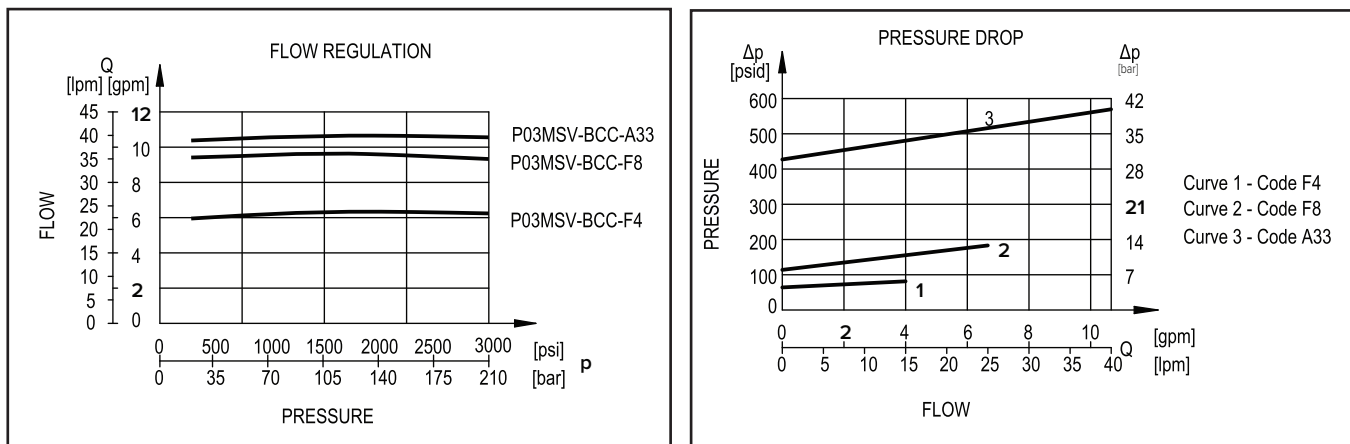 FLOW REGULATION
Q
[lpm] [gpm]
45
40
35
30
25
20
15
10
5
0
12
10
8
6
4
2
0
FLOW
P03MSV-BCC-A33
P03MSV-BCC-F8
P03MSV-BCC-F4
0 500 1000 1500 2000 2500 3000 [psi]
p
0 35 70 105 140 175 210 [bar]
PRESSURE
PRESSURE DROP
Δp
[psid]
Δp
[bar]
600
500
400
300
200
100
0
PRESSURE
42
35
28
21
14
7
3
2
1
Curve 1 - Code F4
Curve 2 - Code F8
Curve 3 - Code A33
0 2 4 6 8 10 [gpm]
Q
0 5 10 15 20 25 30 35 40 [lpm]
FLOW